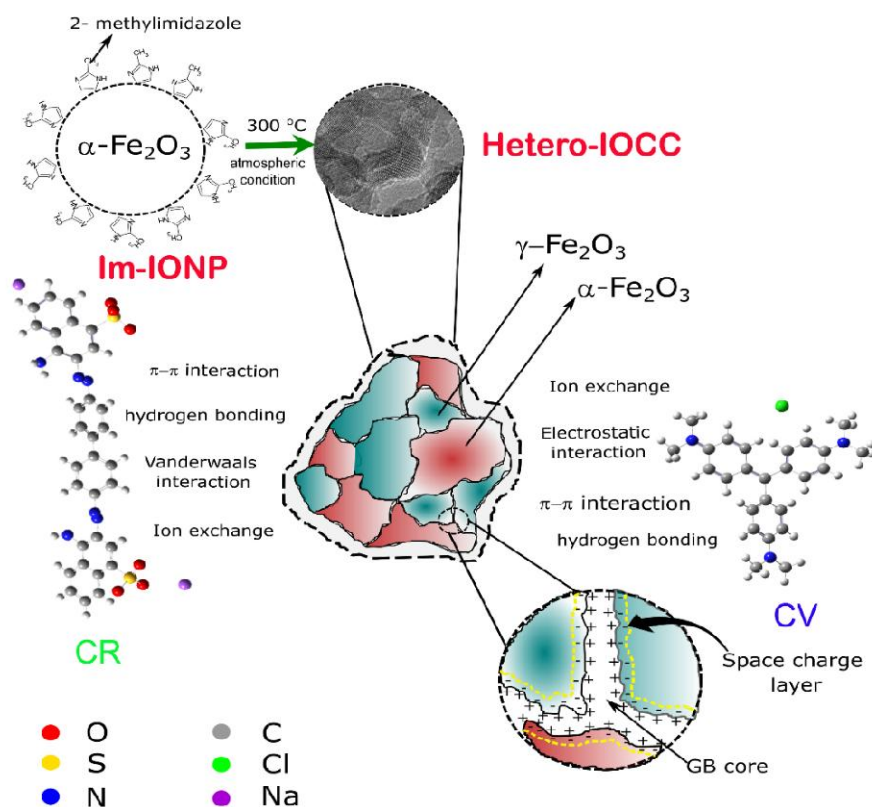 2- methylimidazole
α-Fe₂O₃
300 °C
atmospheric
condition
Hetero-IOCC
Im-IONP
γ–Fe₂O₃
α-Fe₂O₃
π–π interaction
hydrogen bonding
Vanderwaals
interaction
Ion exchange
CR
Ion exchange
Electrostatic
interaction
π–π interaction
hydrogen bonding
CV
Space charge
layer
GB core
O
S
N
C
Cl
Na